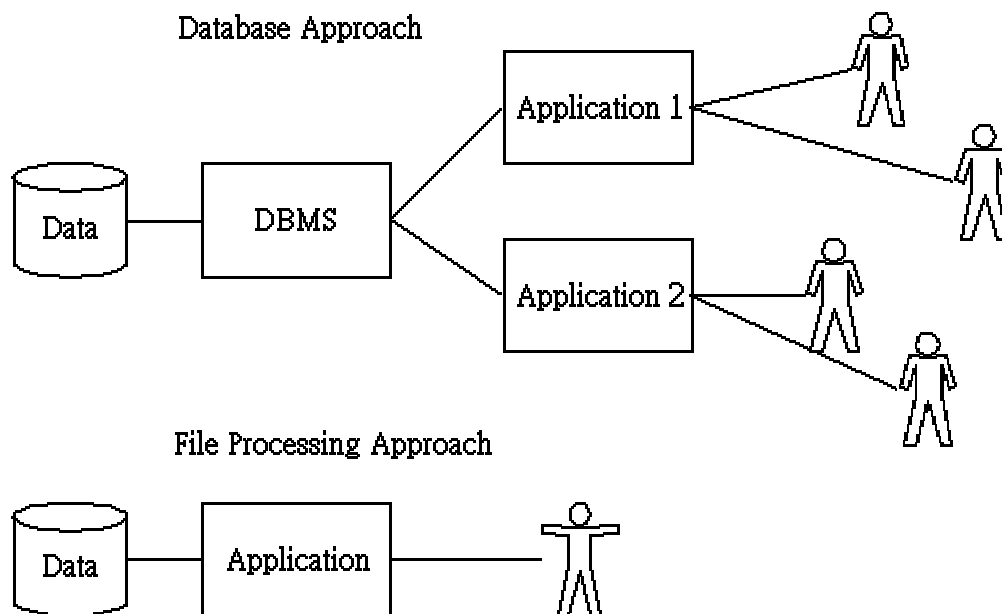 Database Approach
Application 1
Data
DBMS
Application 2
File Processing Approach
Data
Application